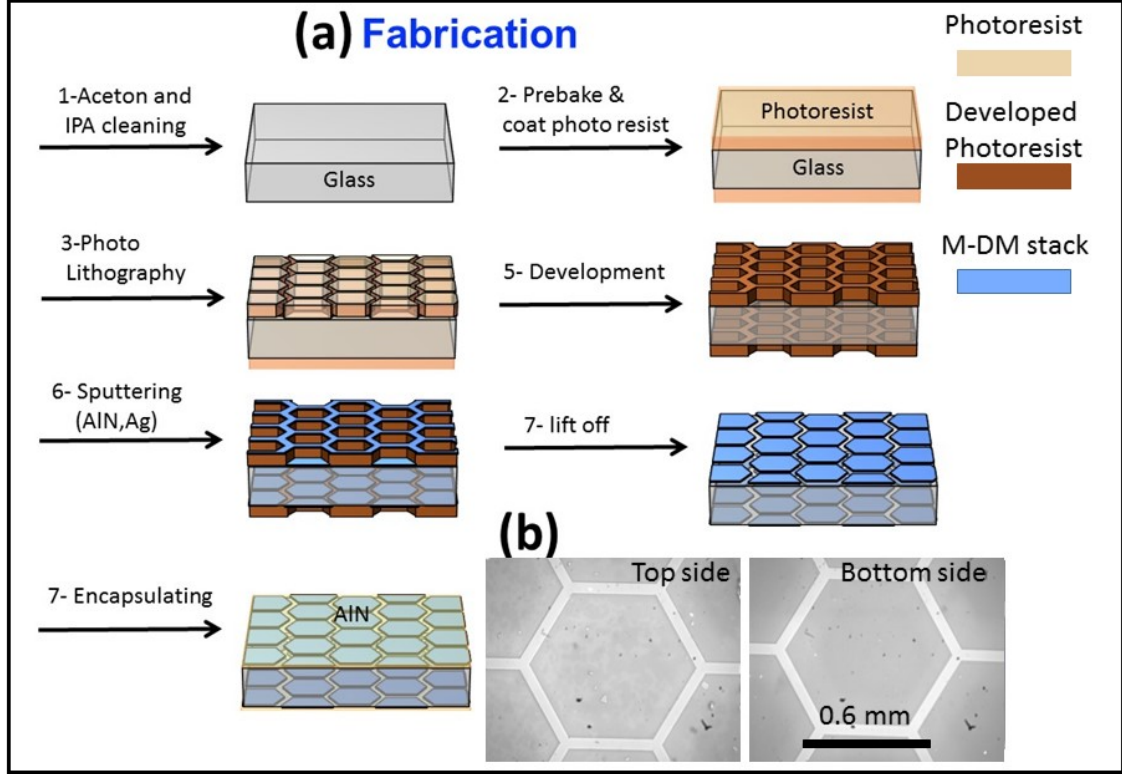 (a) Fabrication
Photoresist
1-Aceton and
IPA cleaning
Glass
2- Prebake &
coat photo resist
Photoresist
Glass
Developed
Photoresist
3-Photo
Lithography
5- Development
M-DM stack
6- Sputtering
(AlN,Ag)
7- lift off
(b)
Top side
Bottom side
0.6 mm
7- Encapsulating
AlN